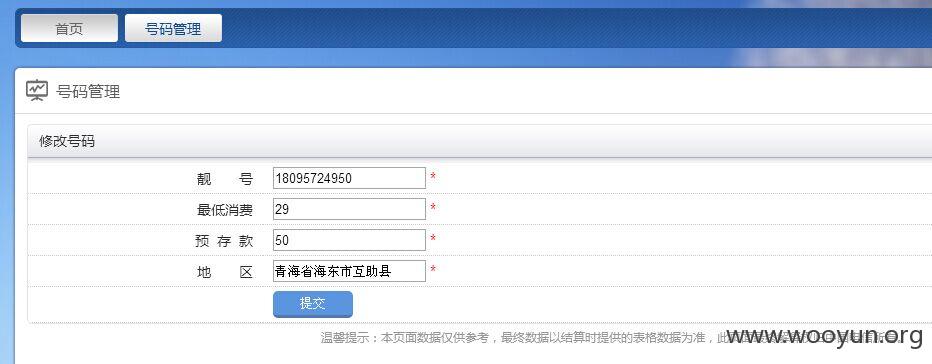 首页 号码管理
号码管理
修改号码
靓 号 18095724950 *
最低消费 29 *
预 存 款 50 *
地 区 青海省海东市互助县 *
提交
温馨提示：本页面数据仅供参考，最终数据以结算时提供的表格数据为准，此
www.wooyun.org